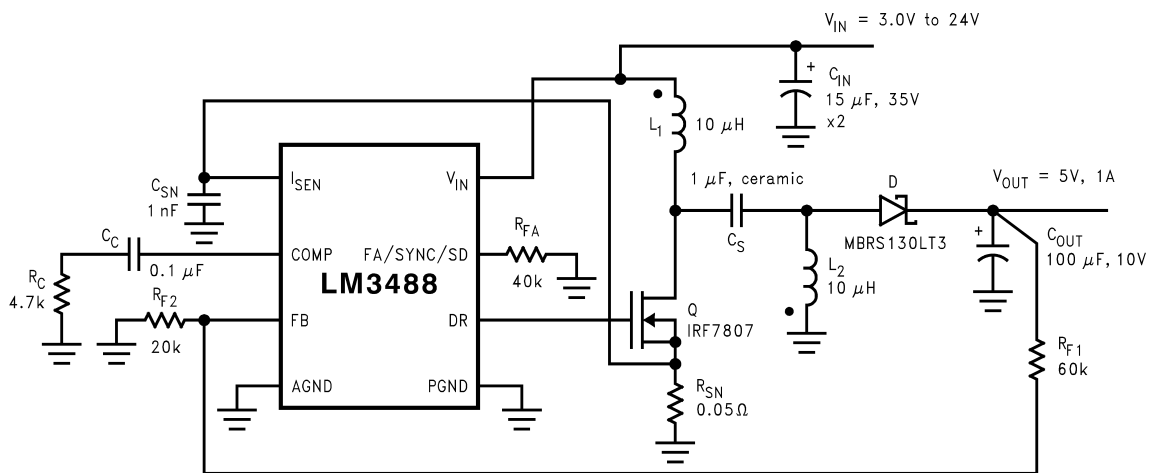 V_IN = 3.0V to 24V
+
C_IN
15 μF, 35V
x2
L_1
10 μH
C_SN
1 nF
I_SEN
V_IN
1 μF, ceramic
D
V_OUT = 5V, 1A
C_S
MBRS130LT3
+
C_OUT
100 μF, 10V
C_C
0.1 μF
COMP
FA/SYNC/SD
R_FA
40k
LM3488
R_C
4.7k
R_F2
20k
FB
DR
Q
IRF7807
L_2
10 μH
R_F1
60k
AGND
PGND
R_SN
0.05Ω